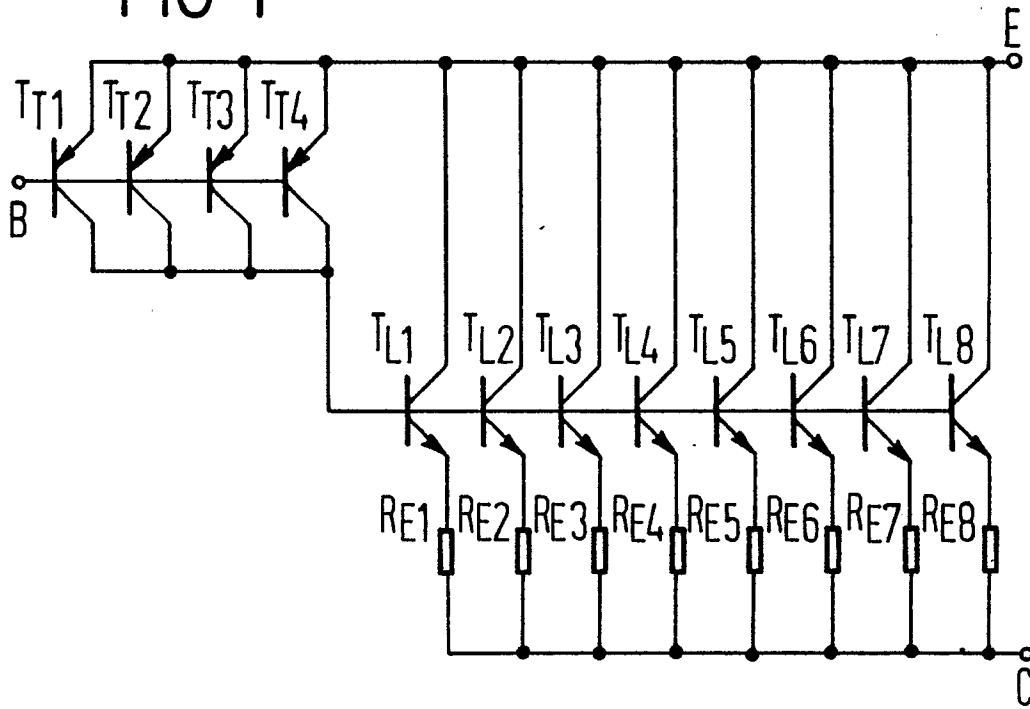 E
TT1 TT2 TT3 TT4
B
TL1 TL2 TL3 TL4 TL5 TL6 TL7 TL8
RE1 RE2 RE3 RE4 RE5 RE6 RE7 RE8
C